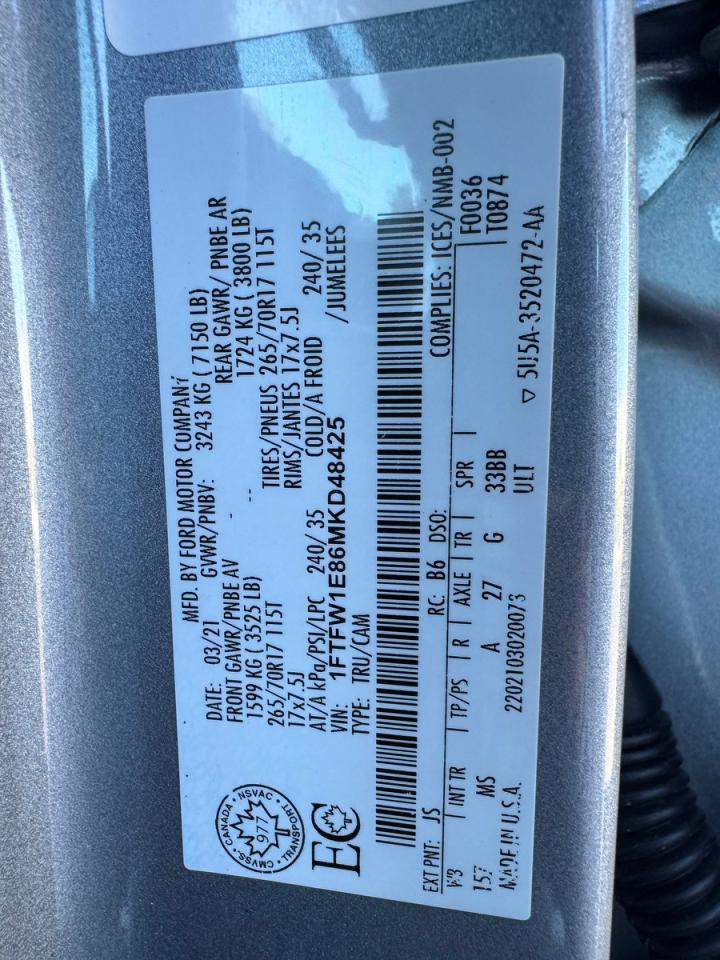 MFD. BY FORD MOTOR COMPANY
DATE: 03/21 GVWR/PNBV: 3243 KG ( 7150 LB)
FRONT GAWR/PNBE AV REAR GAWR/ PNBE AR
1599 KG ( 3525 LB) -- 1724 KG ( 3800 LB)
265/70R17 115T TIRES/PNEUS 265/70R17 115T
17x7.5J RIMS/JANTES 17x7.5J
AT/A kPa/PSI/LPC 240/ 35 COLD/A FROID 240/ 35
VIN: 1FTFW1E86MKD48425 /JUMELEES
TYPE: TRU/CAM
CANADA • NSVAC • TRANSPORT • CMVSS •
977
EC
EXT PNT: JS RC: B6 DSO: COMPLIES: ICES/NMB-002
WB | INT TR | TP/PS | R | AXLE | TR | SPR | F0036
157 MS A 27 G 33BB T0874
MADE IN U.S.A. 2202103020073 ULT
▽ 5U5A-3520472-AA